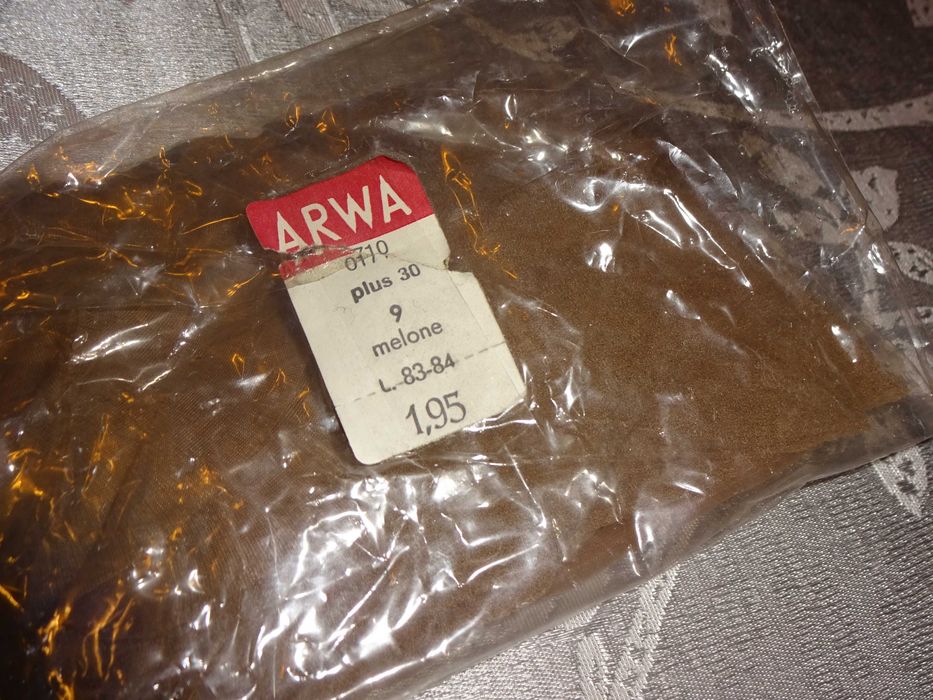 ARWA
0710
plus 30
9
melone
L. 83-84
1,95